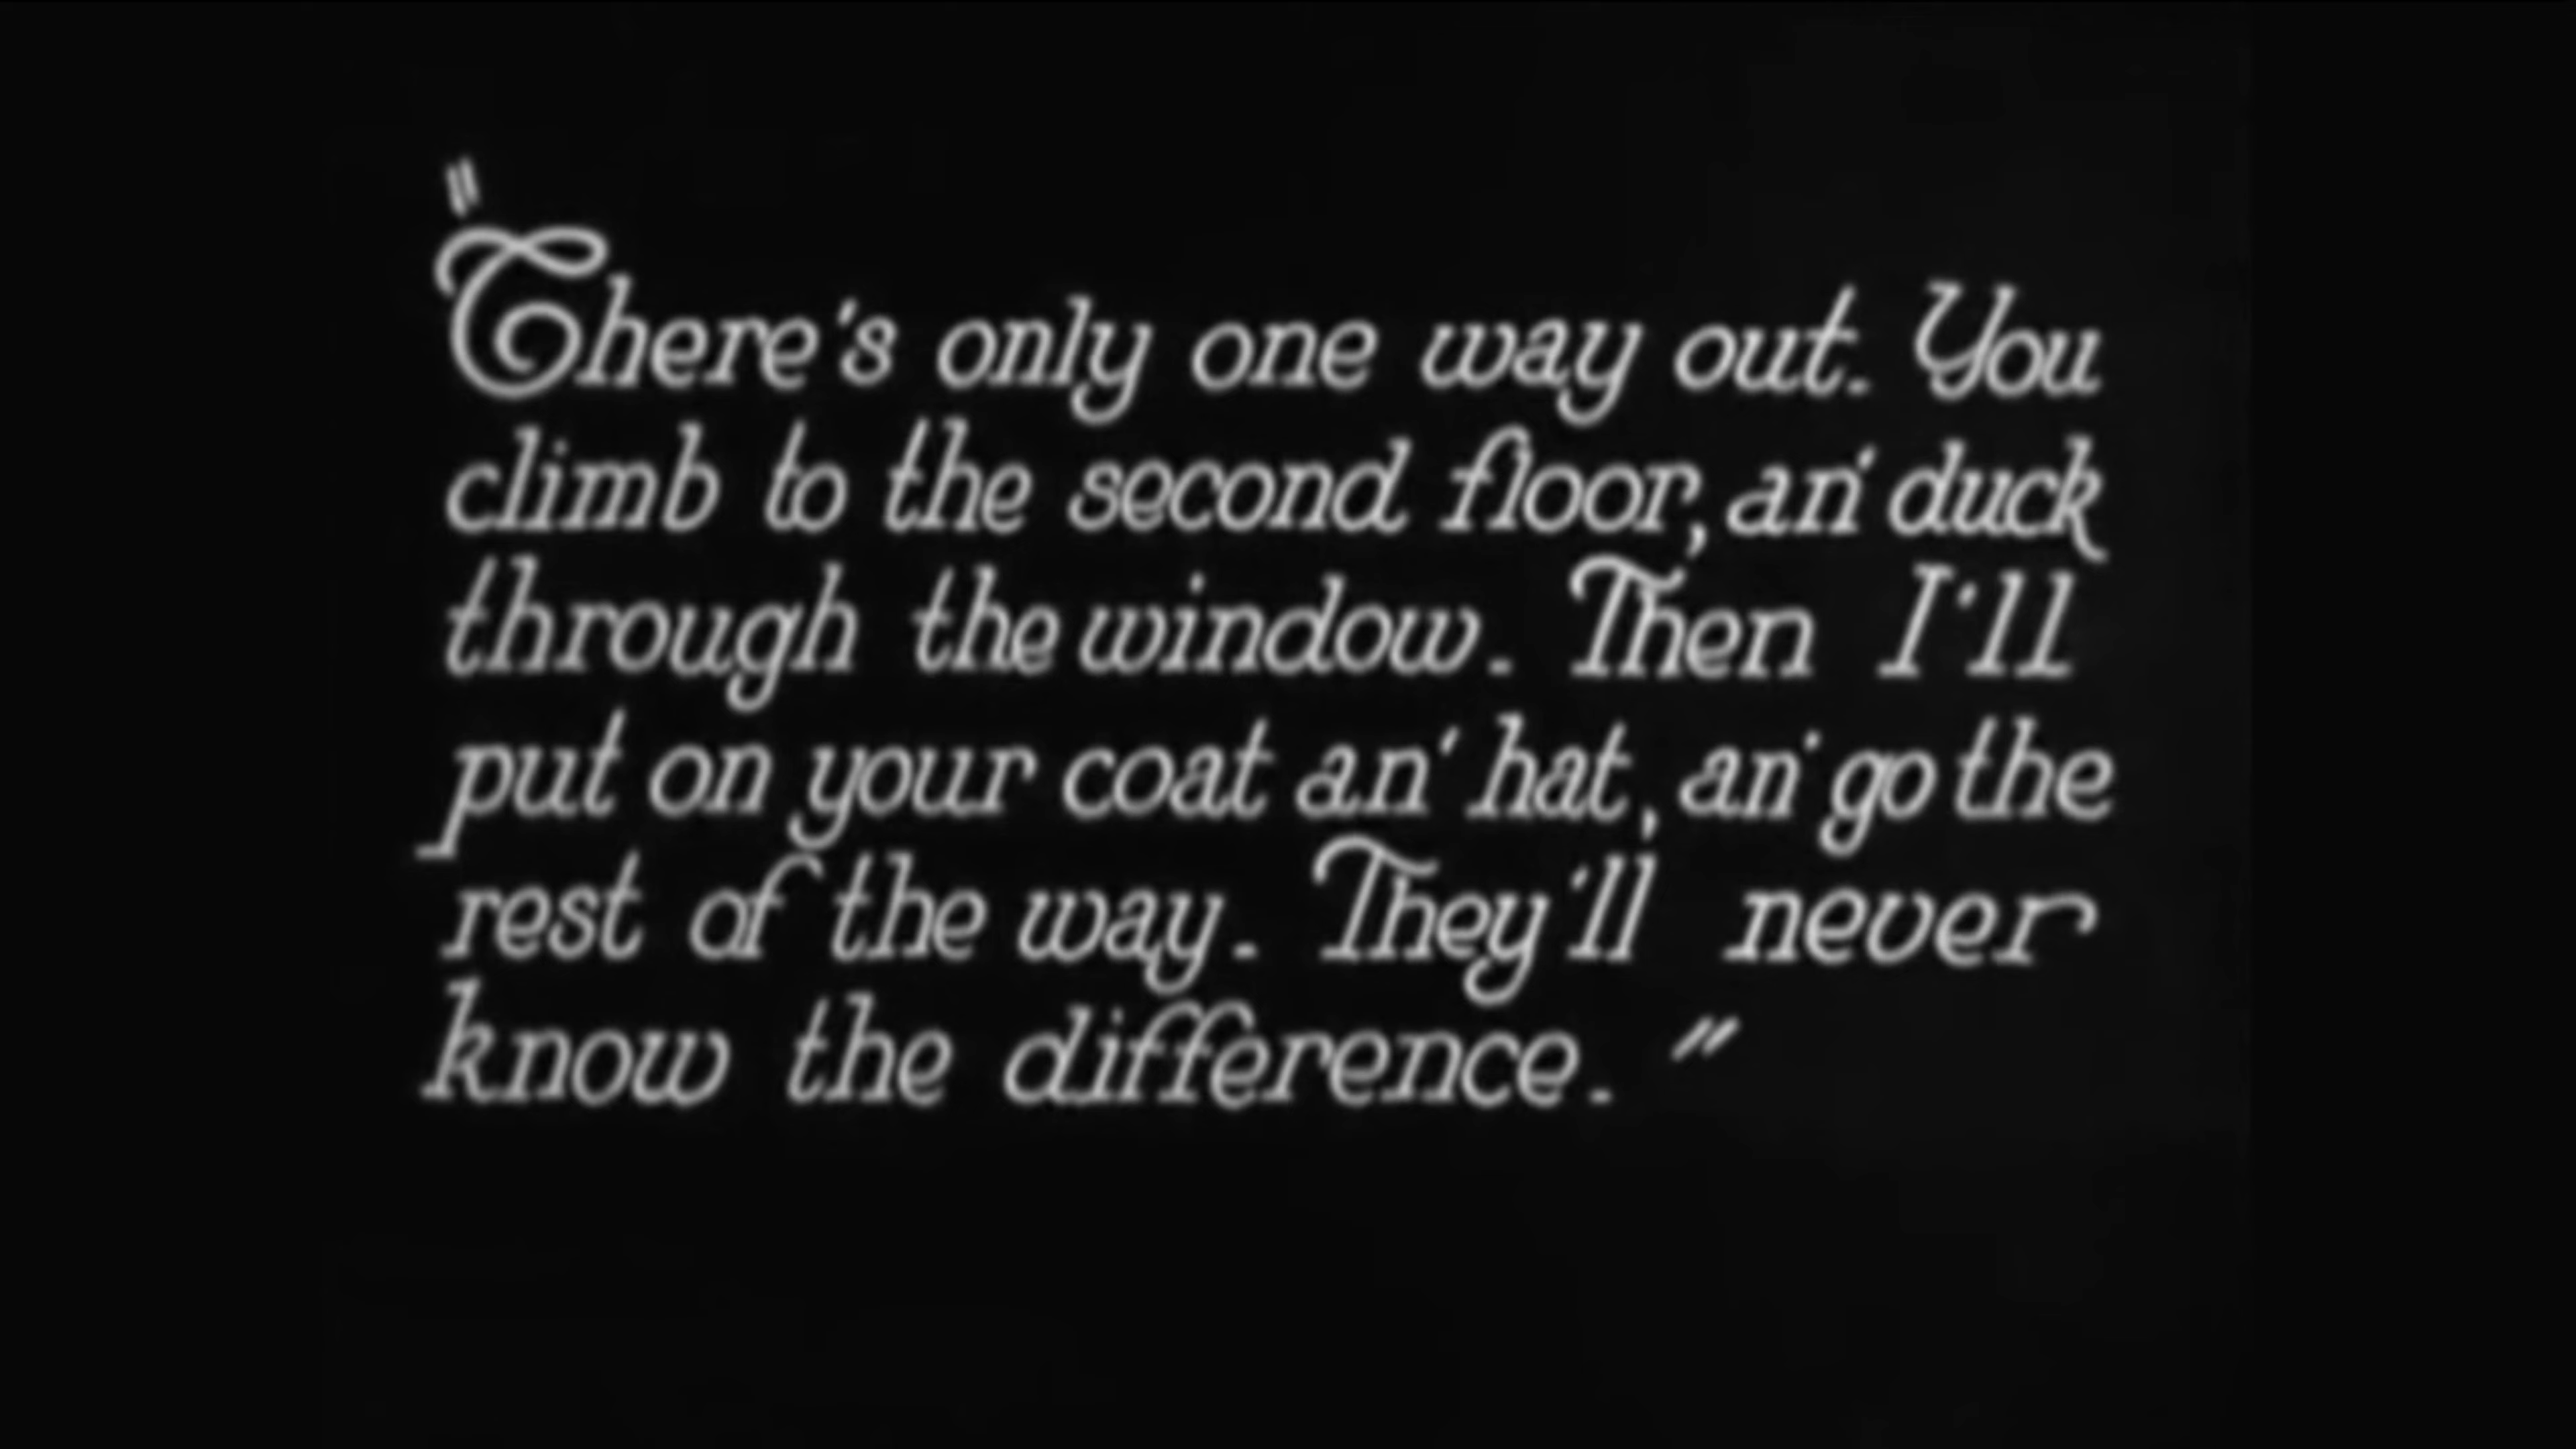 "There's only one way out. You
climb to the second floor, an' duck
through the window. Then I'll
put on your coat an' hat, an' go the
rest of the way. They'll never
know the difference."